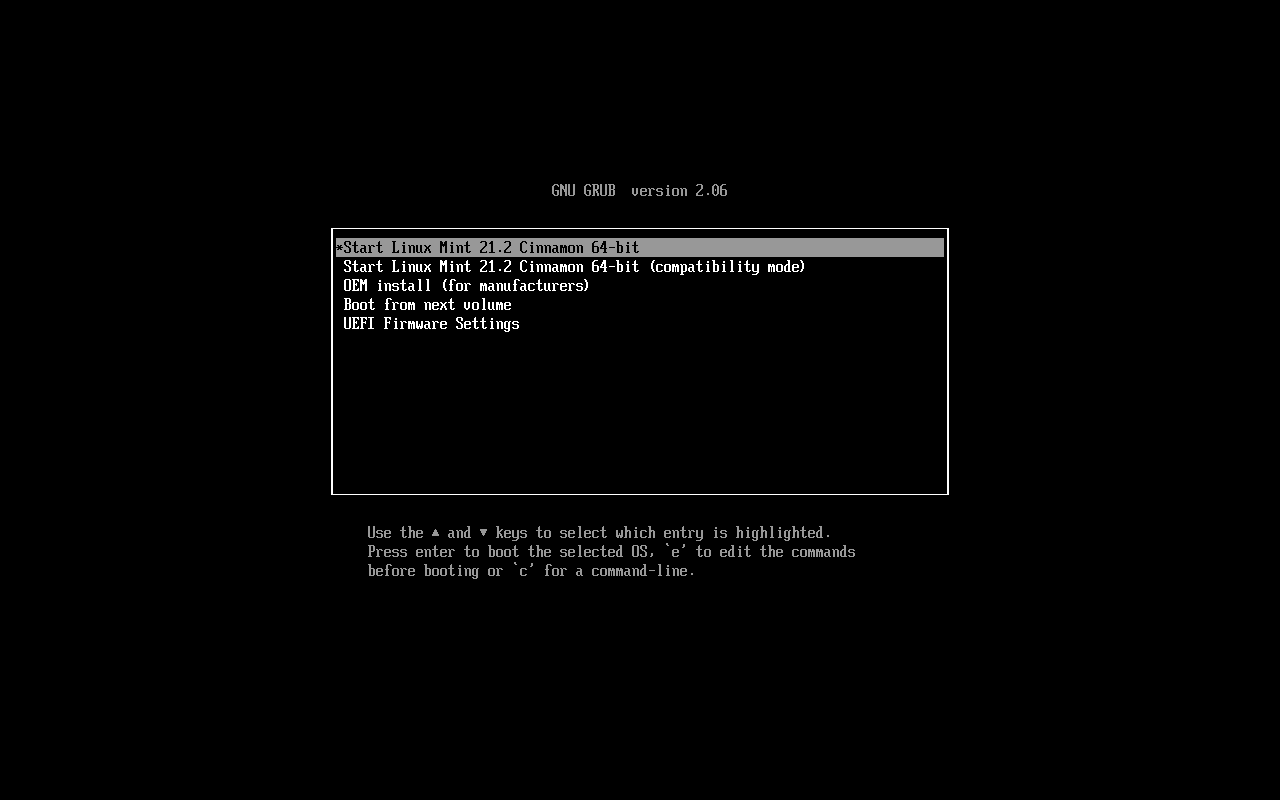 GNU GRUB  version 2.06
*Start Linux Mint 21.2 Cinnamon 64-bit
Start Linux Mint 21.2 Cinnamon 64-bit (compatibility mode)
OEM install (for manufacturers)
Boot from next volume
UEFI Firmware Settings
Use the ▲ and ▼ keys to select which entry is highlighted.
Press enter to boot the selected OS, `e' to edit the commands
before booting or `c' for a command-line.